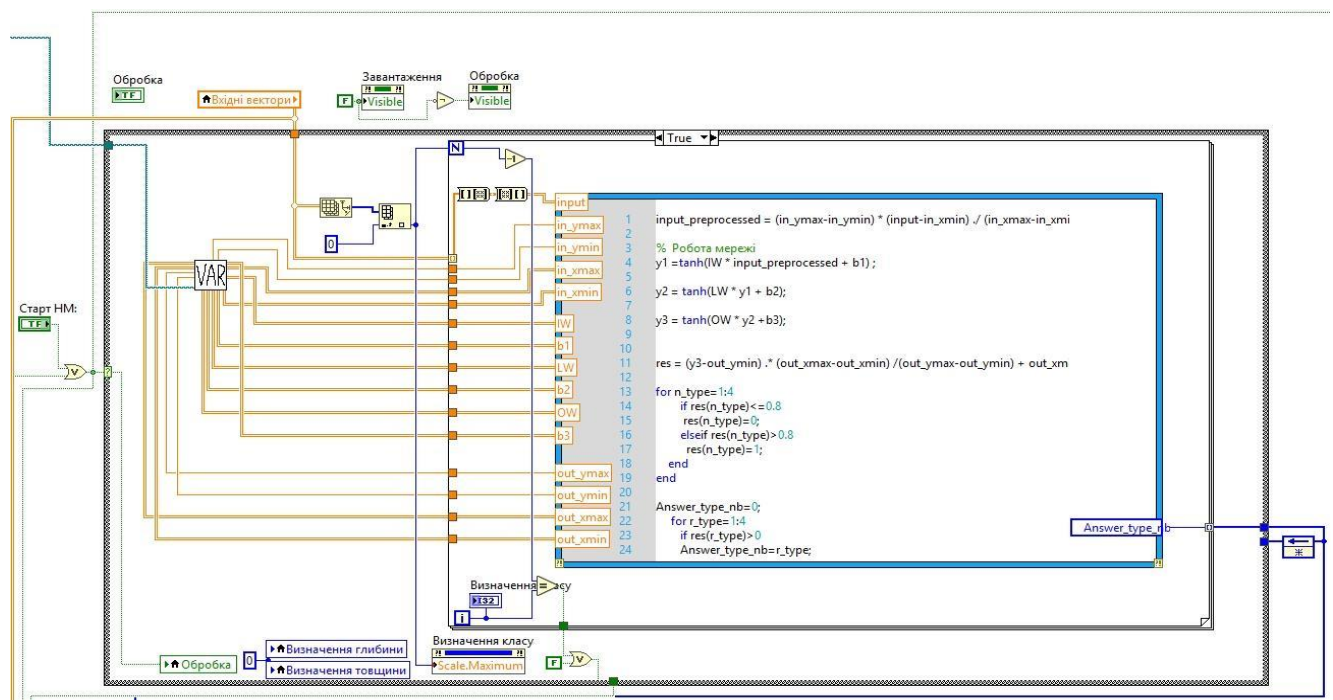 Обробка
TF
Вхідні вектори
Завантаження
F
Visible
Обробка
Visible
True
N
-1
0
VAR
Старт НМ:
TF
V
?
input
in_ymax
in_ymin
in_xmax
in_xmin
IW
b1
LW
b2
OW
b3
out_ymax
out_ymin
out_xmax
out_xmin
1 input_preprocessed = (in_ymax-in_ymin) * (input-in_xmin) ./ (in_xmax-in_xmi
2
3 % Робота мережі
4 y1 =tanh(IW * input_preprocessed + b1) ;
5
6 y2 = tanh(LW * y1 + b2);
7
8 y3 = tanh(OW * y2 +b3);
9
10
11 res = (y3-out_ymin) .* (out_xmax-out_xmin) /(out_ymax-out_ymin) + out_xm
12
13 for n_type=1:4
14 if res(n_type)<=0.8
15 res(n_type)=0;
16 elseif res(n_type)>0.8
17 res(n_type)=1;
18 end
19 end
20
21 Answer_type_nb=0;
22 for r_type=1:4
23 if res(r_type)>0
24 Answer_type_nb=r_type;
Answer_type_nb
Ж
Визначення
=
су
I32
i
Визначення класу
Scale.Maximum
F
V
Обробка
0
Визначення глибини
Визначення товщини